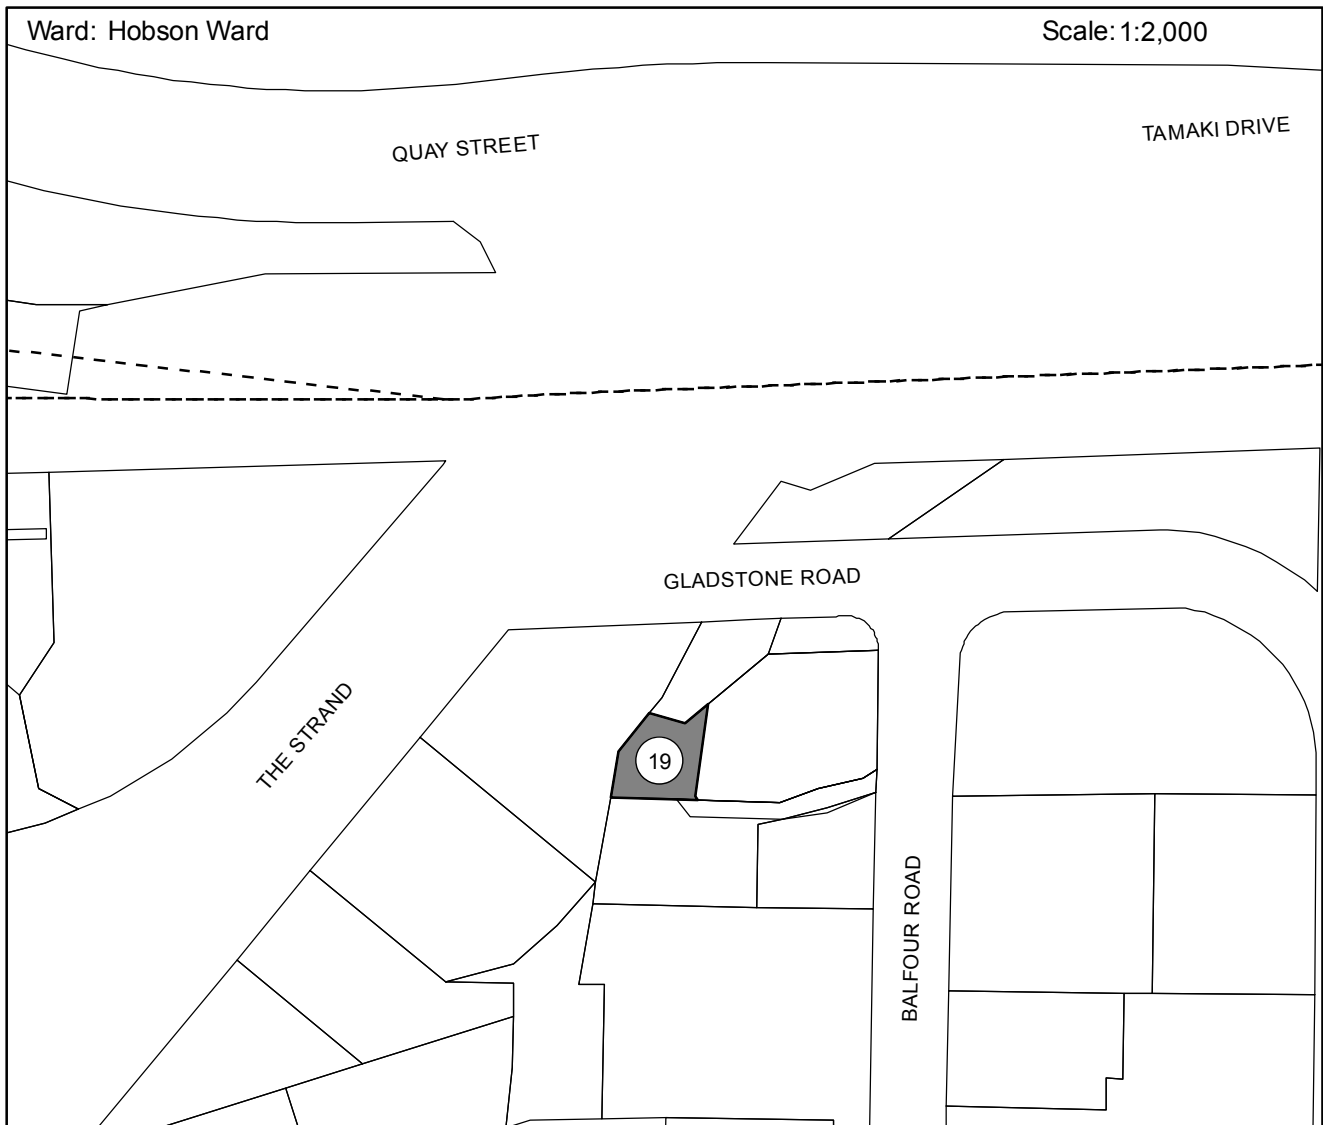 Ward: Hobson Ward
Scale: 1:2,000
QUAY STREET
TAMAKI DRIVE
GLADSTONE ROAD
THE STRAND
19
BALFOUR ROAD